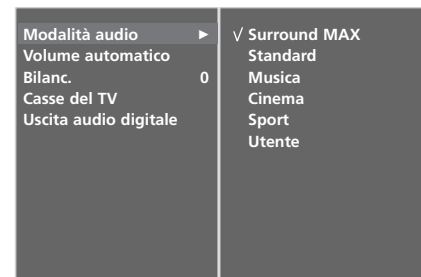 Modalità audio ►
Volume automatico
Bilanc. 0
Casse del TV
Uscita audio digitale
√ Surround MAX
Standard
Musica
Cinema
Sport
Utente